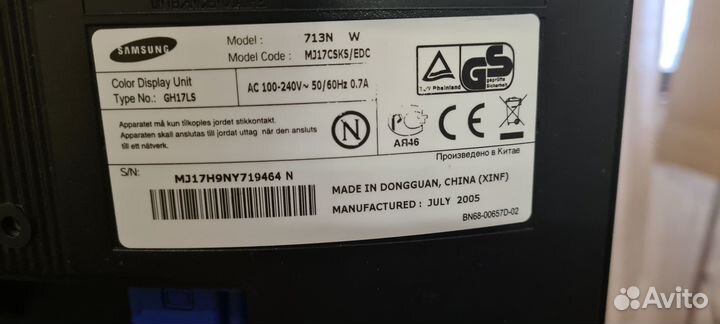 SAMSUNG
Model : 713N W
Model Code : MJ17CSKS/EDC
Color Display Unit
Type No.: GH17LS
AC 100-240V~ 50/60Hz 0.7A
TÜV Rheinland
geprüfte
Sicherheit
GS
Apparatet må kun tilkoples jordet stikkontakt.
Apparaten skall anslutas till jordat uttag när den ansluts
till ett nätverk.
N
АЯ46
CE
Произведено в Китае
S/N:
MJ17H9NY719464 N
MADE IN DONGGUAN, CHINA (XINF)
MANUFACTURED : JULY 2005
BN68-00657D-02
Avito